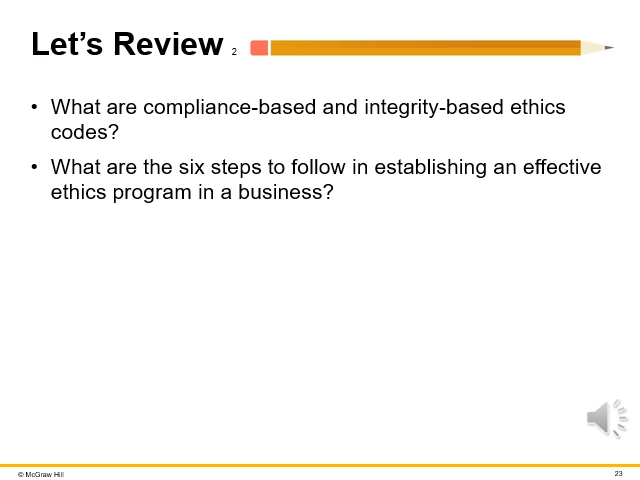 Let's Review 2
• What are compliance-based and integrity-based ethics
codes?
• What are the six steps to follow in establishing an effective
ethics program in a business?
© McGraw Hill
23